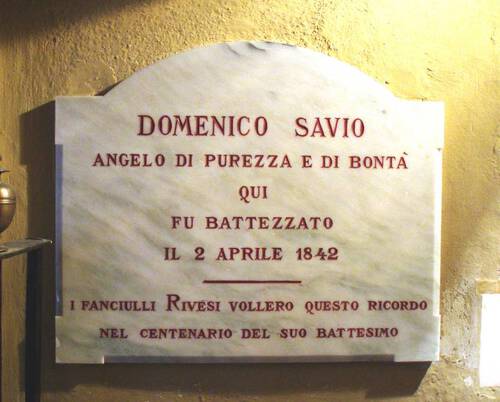 DOMENICO SAVIO
ANGELO DI PUREZZA E DI BONTÀ
QUI
FU BATTEZZATO
IL 2 APRILE 1842
I FANCIULLI RIVESI VOLLERO QUESTO RICORDO
NEL CENTENARIO DEL SUO BATTESIMO